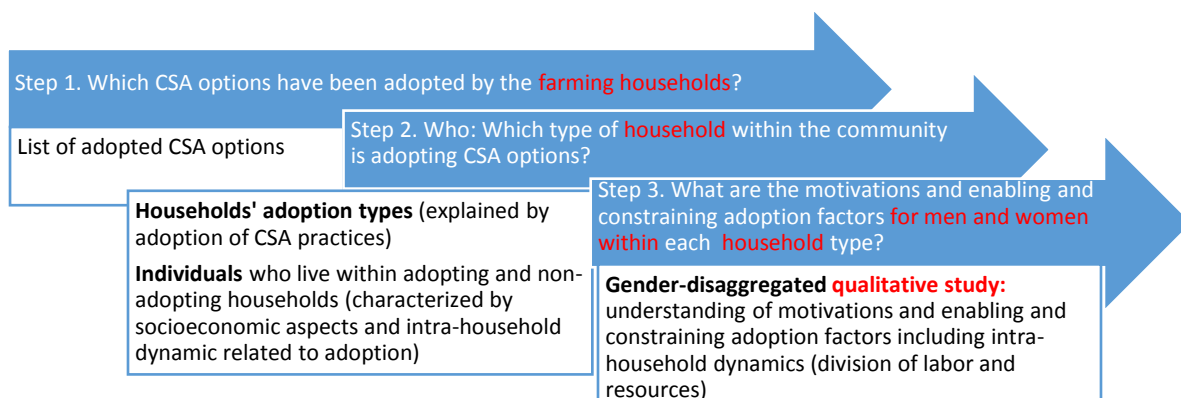 Step 1. Which CSA options have been adopted by the farming households?
List of adopted CSA options
Step 2. Who: Which type of household within the community
is adopting CSA options?
Households' adoption types (explained by
adoption of CSA practices)
Individuals who live within adopting and non-
adopting households (characterized by
socioeconomic aspects and intra-household
dynamic related to adoption)
Step 3. What are the motivations and enabling and
constraining adoption factors for men and women
within each household type?
Gender-disaggregated qualitative study:
understanding of motivations and enabling and
constraining adoption factors including intra-
household dynamics (division of labor and
resources)